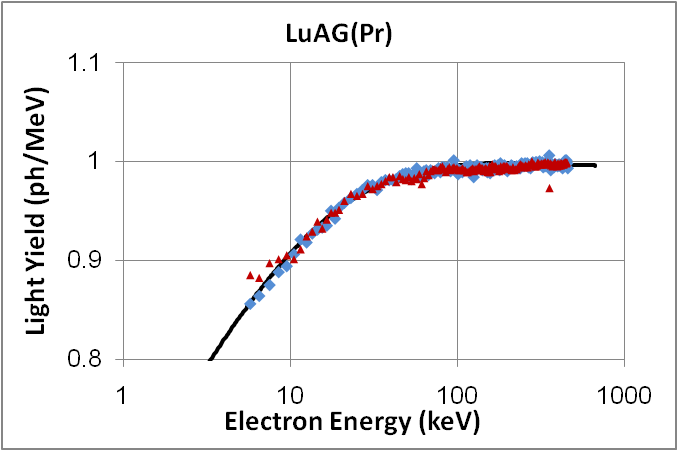 LuAG(Pr)
1.1
1
0.9
0.8
Light Yield (ph/MeV)
1
10
100
1000
Electron Energy (keV)